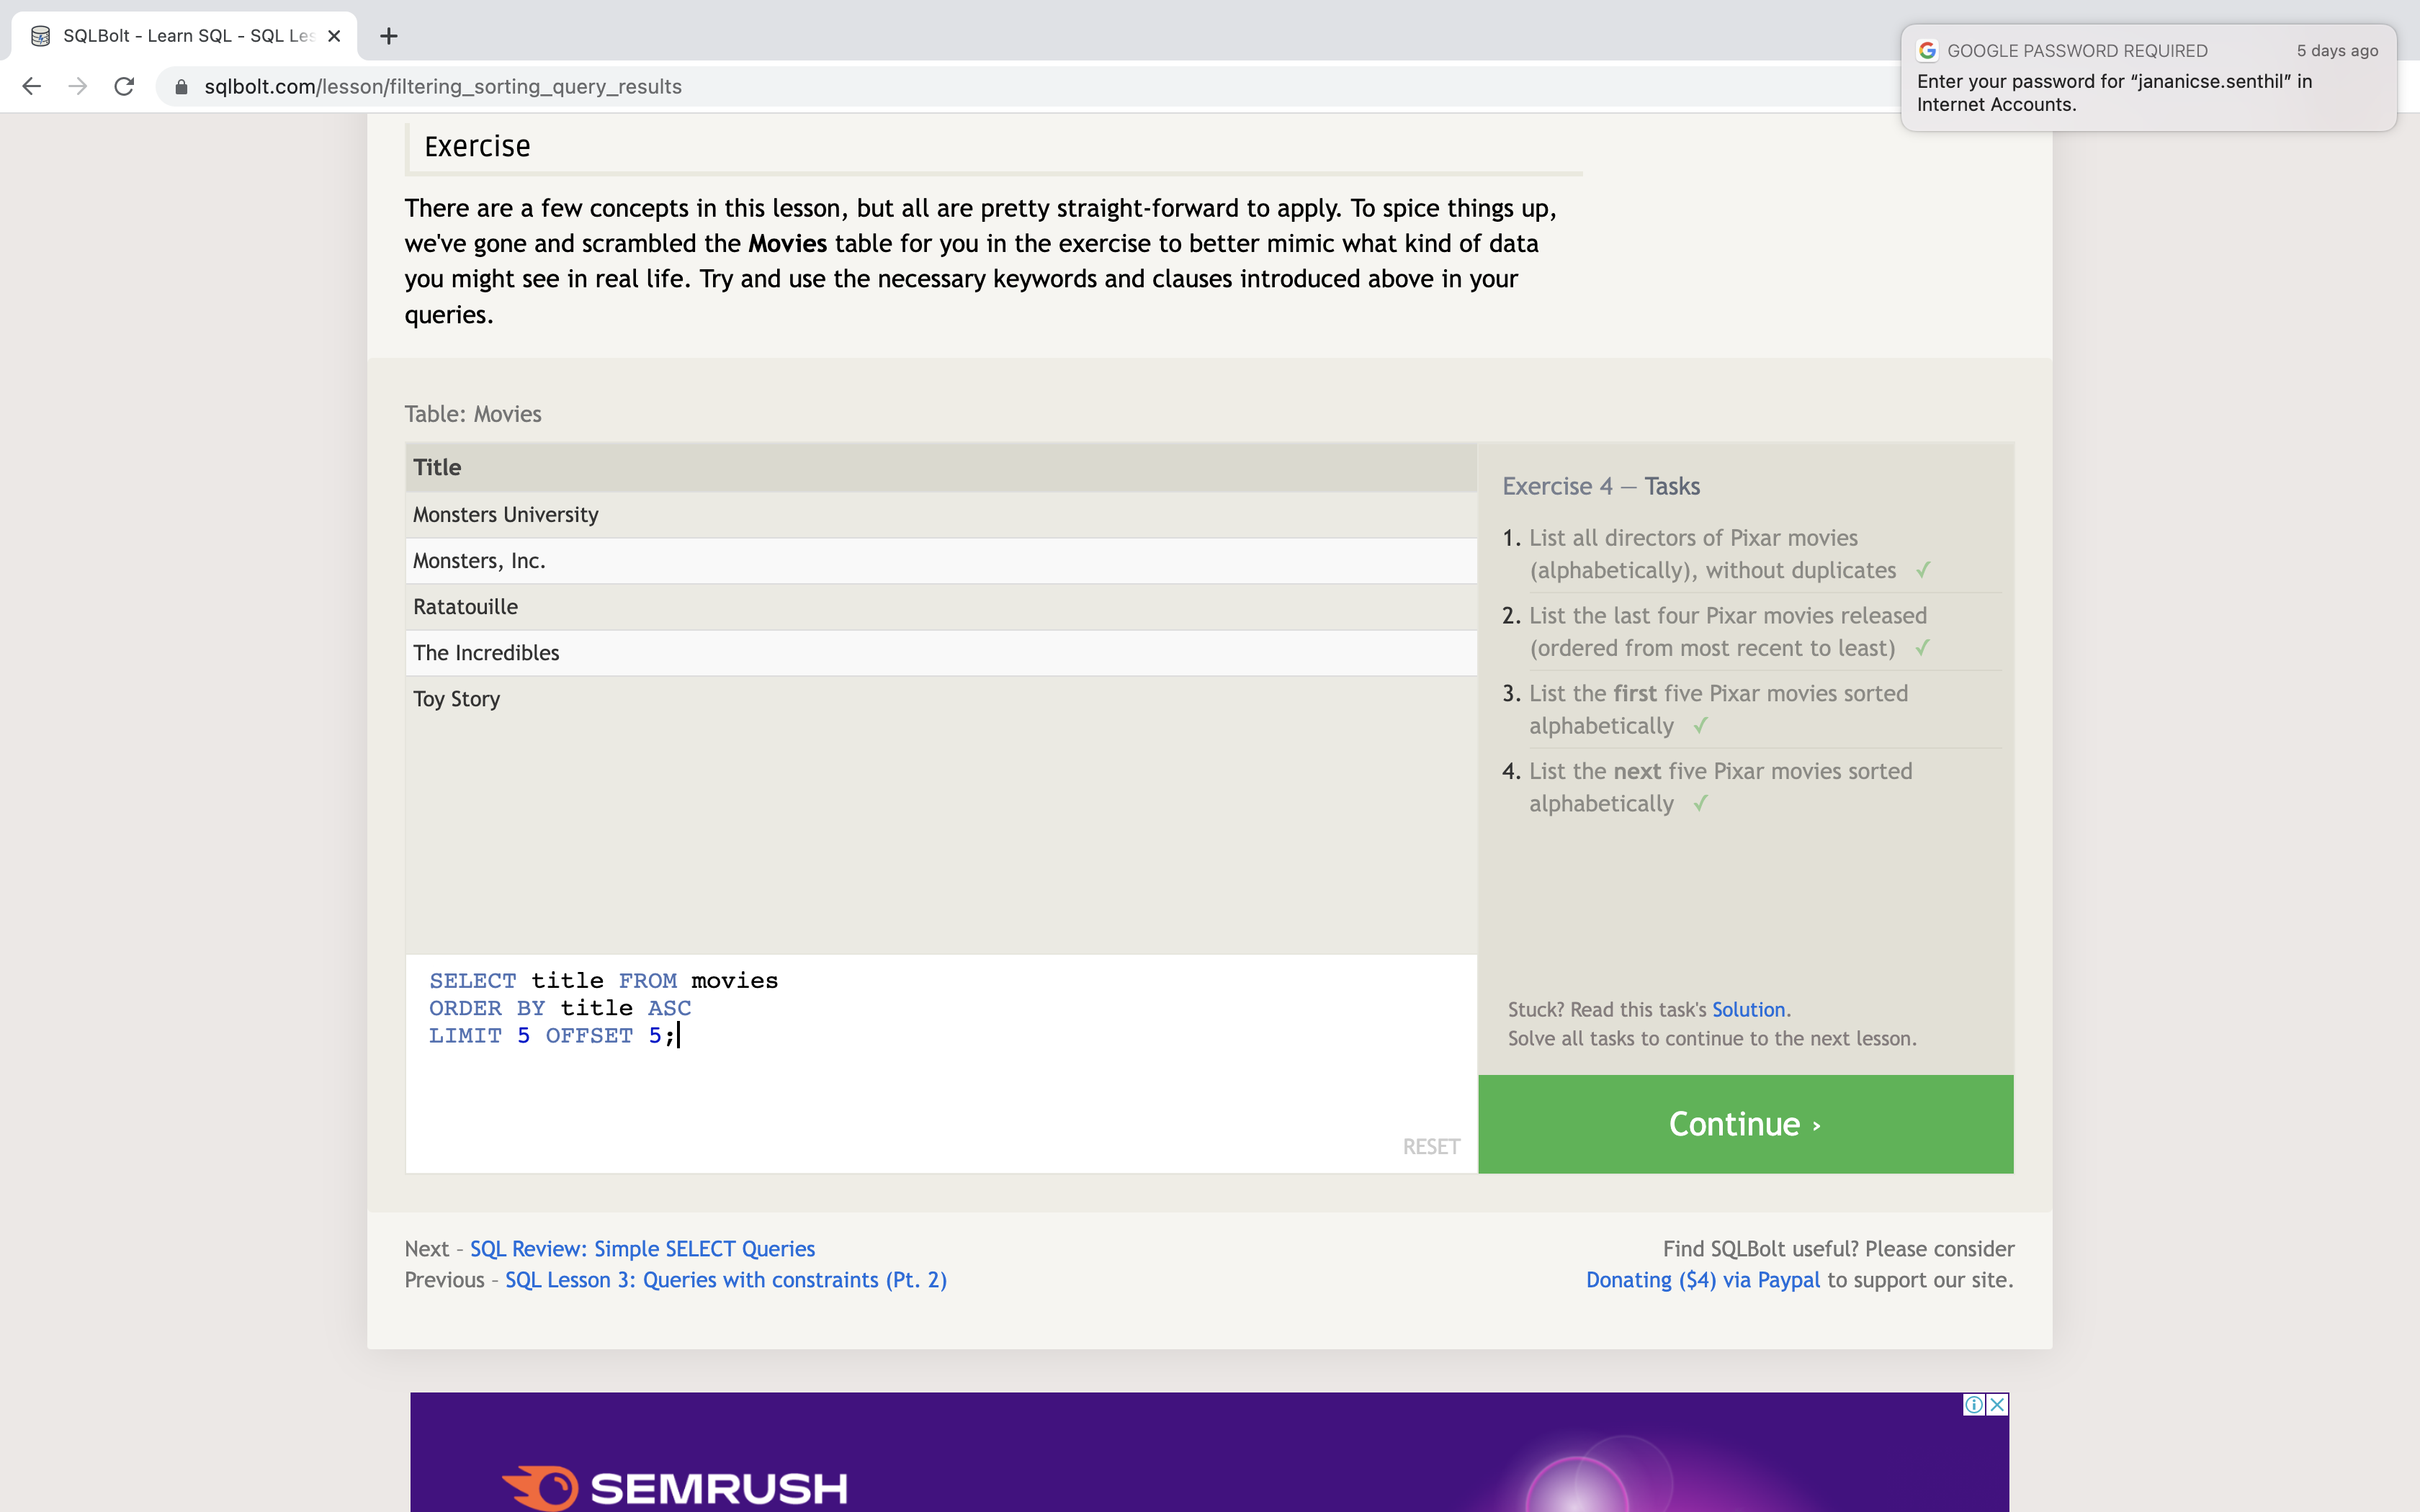 SQLBolt - Learn SQL - SQL Les
GOOGLE PASSWORD REQUIRED 5 days ago
Enter your password for “jananicse.senthil” in
Internet Accounts.
sqlbolt.com/lesson/filtering_sorting_query_results
Exercise
There are a few concepts in this lesson, but all are pretty straight-forward to apply. To spice things up,
we've gone and scrambled the Movies table for you in the exercise to better mimic what kind of data
you might see in real life. Try and use the necessary keywords and clauses introduced above in your
queries.
Table: Movies
Title
Monsters University
Monsters, Inc.
Ratatouille
The Incredibles
Toy Story
SELECT title FROM movies
ORDER BY title ASC
LIMIT 5 OFFSET 5;
RESET
Exercise 4 — Tasks
1. List all directors of Pixar movies
(alphabetically), without duplicates ✓
2. List the last four Pixar movies released
(ordered from most recent to least) ✓
3. List the first five Pixar movies sorted
alphabetically ✓
4. List the next five Pixar movies sorted
alphabetically ✓
Stuck? Read this task's Solution.
Solve all tasks to continue to the next lesson.
Continue ›
Next – SQL Review: Simple SELECT Queries
Previous – SQL Lesson 3: Queries with constraints (Pt. 2)
Find SQLBolt useful? Please consider
Donating ($4) via Paypal to support our site.
SEMRUSH